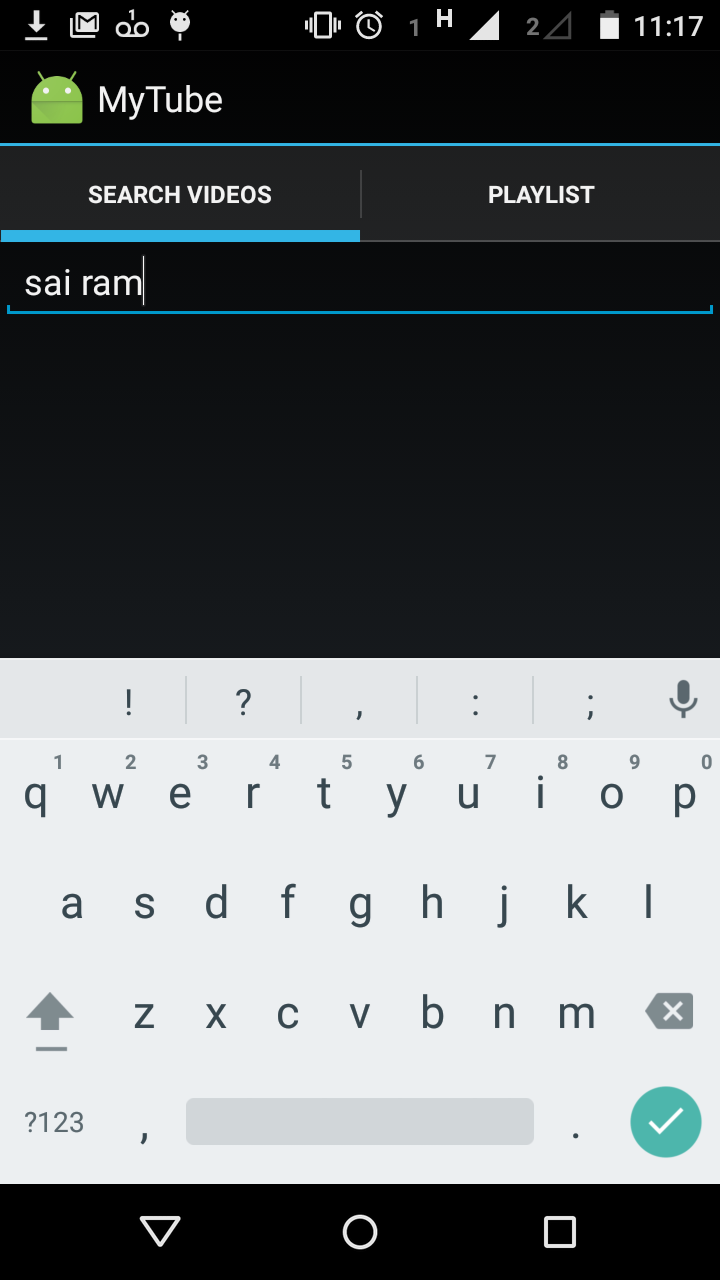 1 H 2 11:17
MyTube
SEARCH VIDEOS PLAYLIST
sai ram
! ? , : ;
1 2 3 4 5 6 7 8 9 0
q w e r t y u i o p
a s d f g h j k l
z x c v b n m
?123 , .